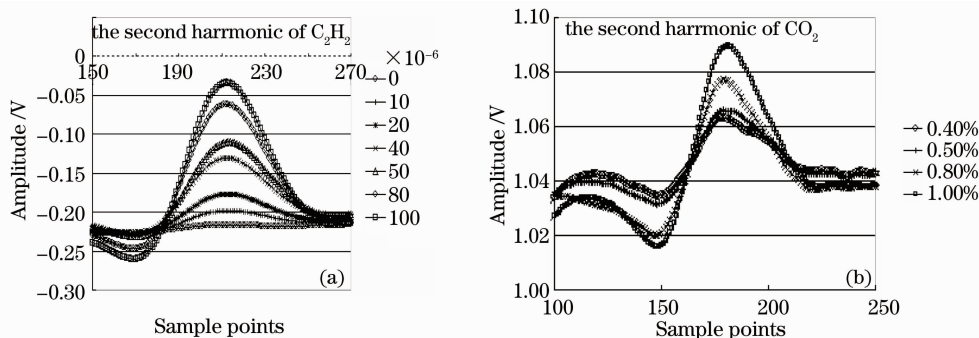 the second harrmonic of C₂H₂
×10⁻⁶
0
150 190 230 270
−0.05
−0.10
−0.15
−0.20
−0.25
−0.30
Amplitude /V
Sample points
0
10
20
40
50
80
100
(a)
the second harrmonic of CO₂
1.10
1.08
1.06
1.04
1.02
1.00
Amplitude /V
100 150 200 250
Sample points
0.40%
0.50%
0.80%
1.00%
(b)